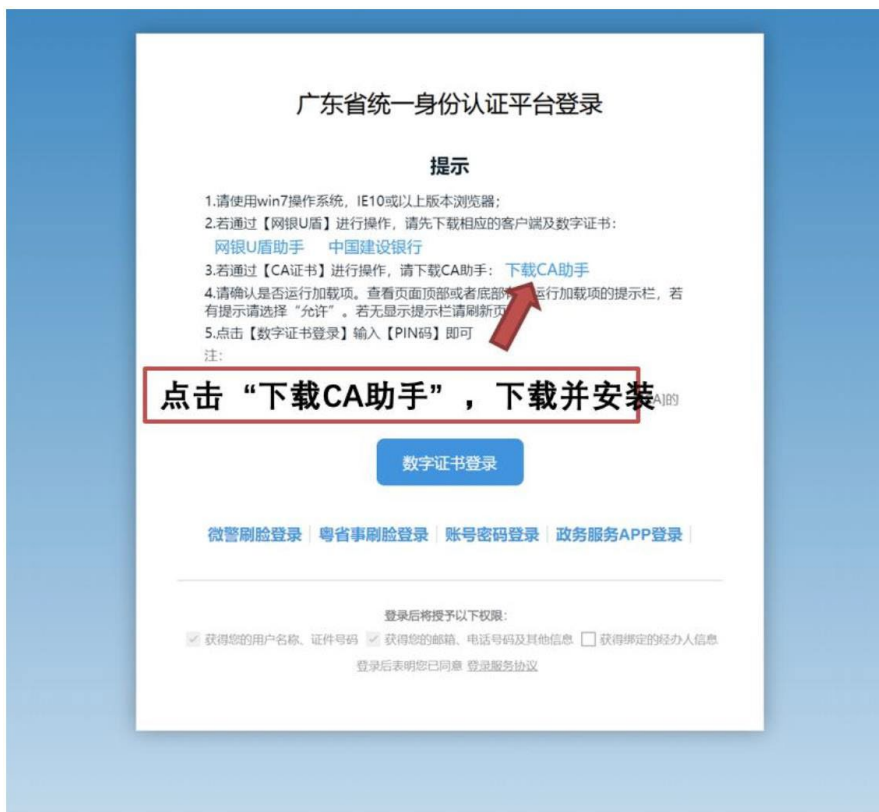 广东省统一身份认证平台登录
提示
1.请使用win7操作系统，IE10或以上版本浏览器；
2.若通过【网银U盾】进行操作，请先下载相应的客户端及数字证书：
网银U盾助手 中国建设银行
3.若通过【CA证书】进行操作，请下载CA助手： 下载CA助手
4.请确认是否运行加载项。查看页面顶部或者底部 运行加载项的提示栏，若
有提示请选择“允许”。若无显示提示栏请刷新页
5.点击【数字证书登录】输入【PIN码】即可
注：
点击“下载CA助手”，下载并安装
A]的
数字证书登录
微警刷脸登录 粤省事刷脸登录 账号密码登录 政务服务APP登录
登录后将授予以下权限：
获得您的用户名称、证件号码 获得您的邮箱、电话号码及其他信息 获得绑定的经办人信息
登录后表明您已同意 登录服务协议